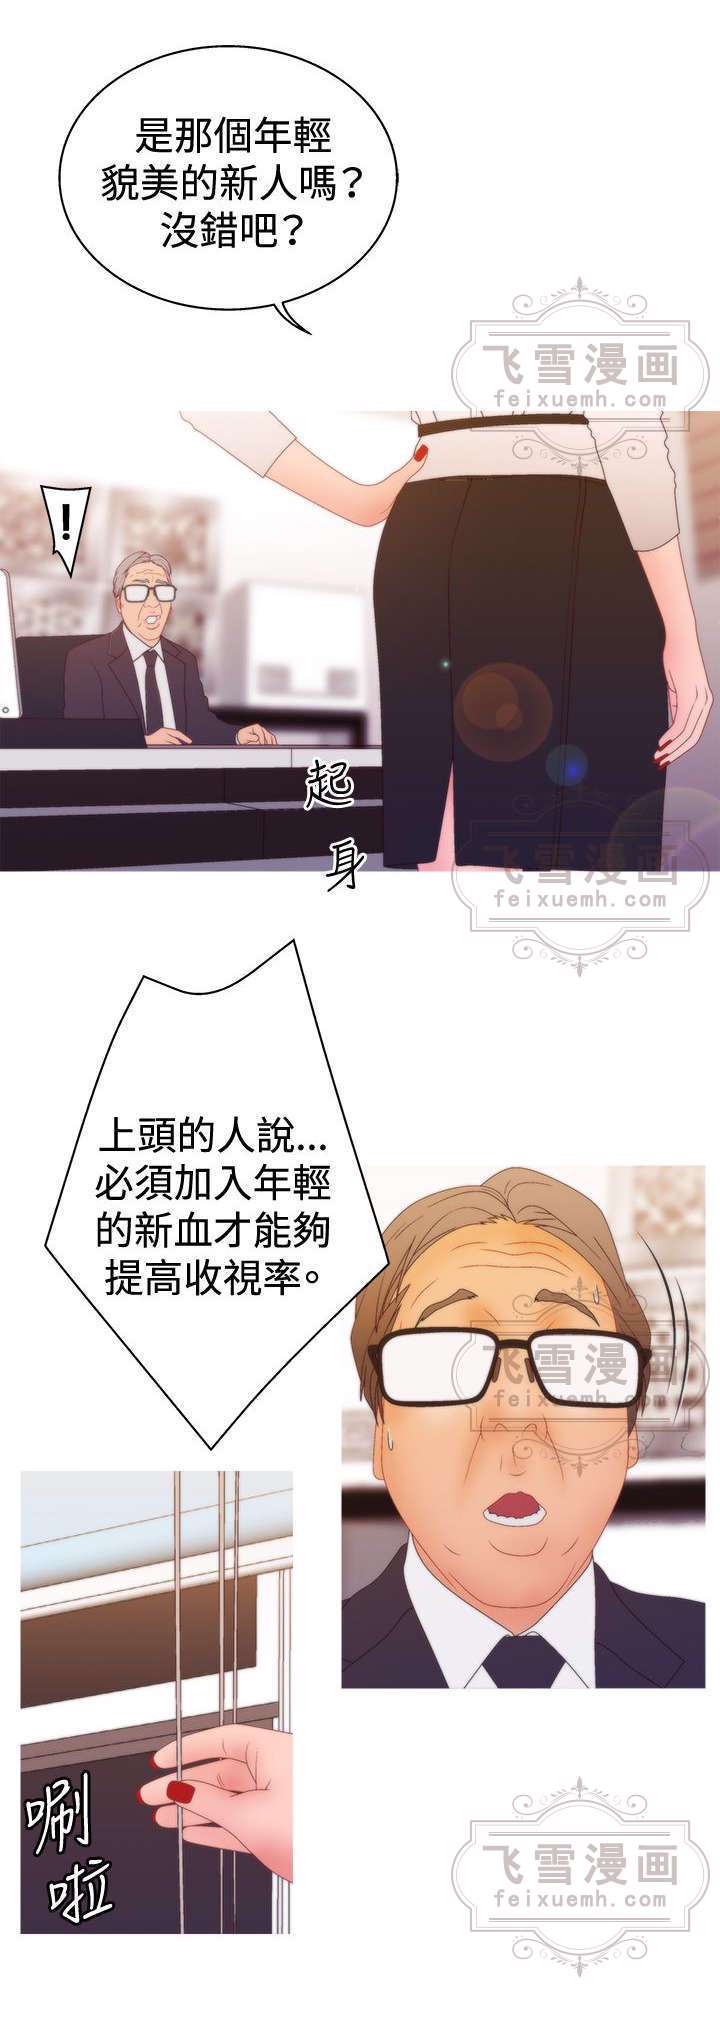 是那個年輕
貌美的新人嗎?
沒錯吧?
飞雪漫画
feixuemh.com
!
起
身
飞雪漫画
feixuemh.com
上頭的人說...
必須加入年輕
的新血才能夠
提高收視率。
飞雪漫画
feixuemh.com
唰
啦
飞雪漫画
feixuemh.com